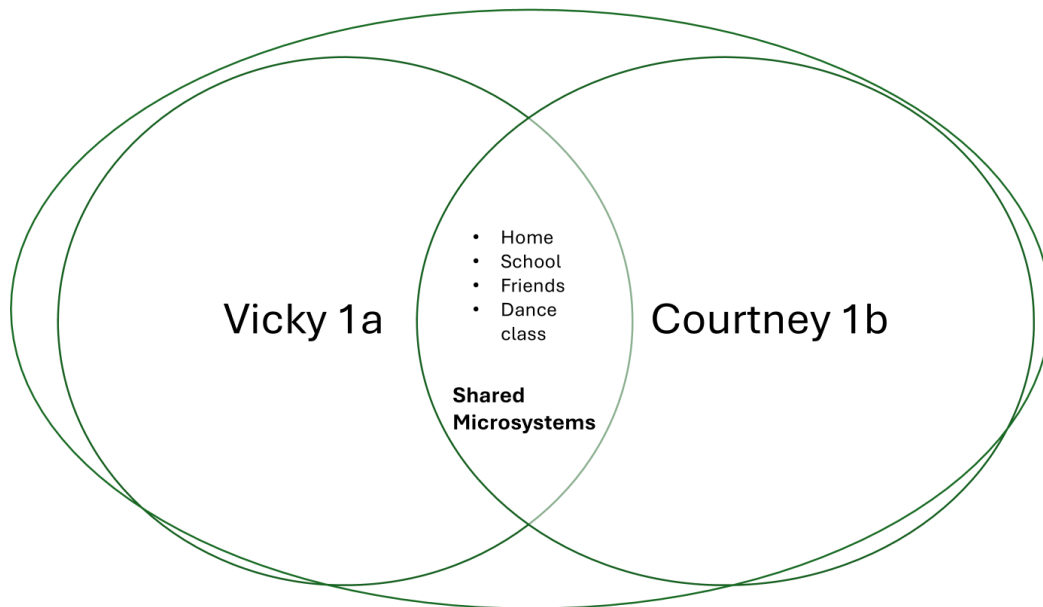 • Home
• School
• Friends
• Dance
class
Vicky 1a
Courtney 1b
Shared
Microsystems